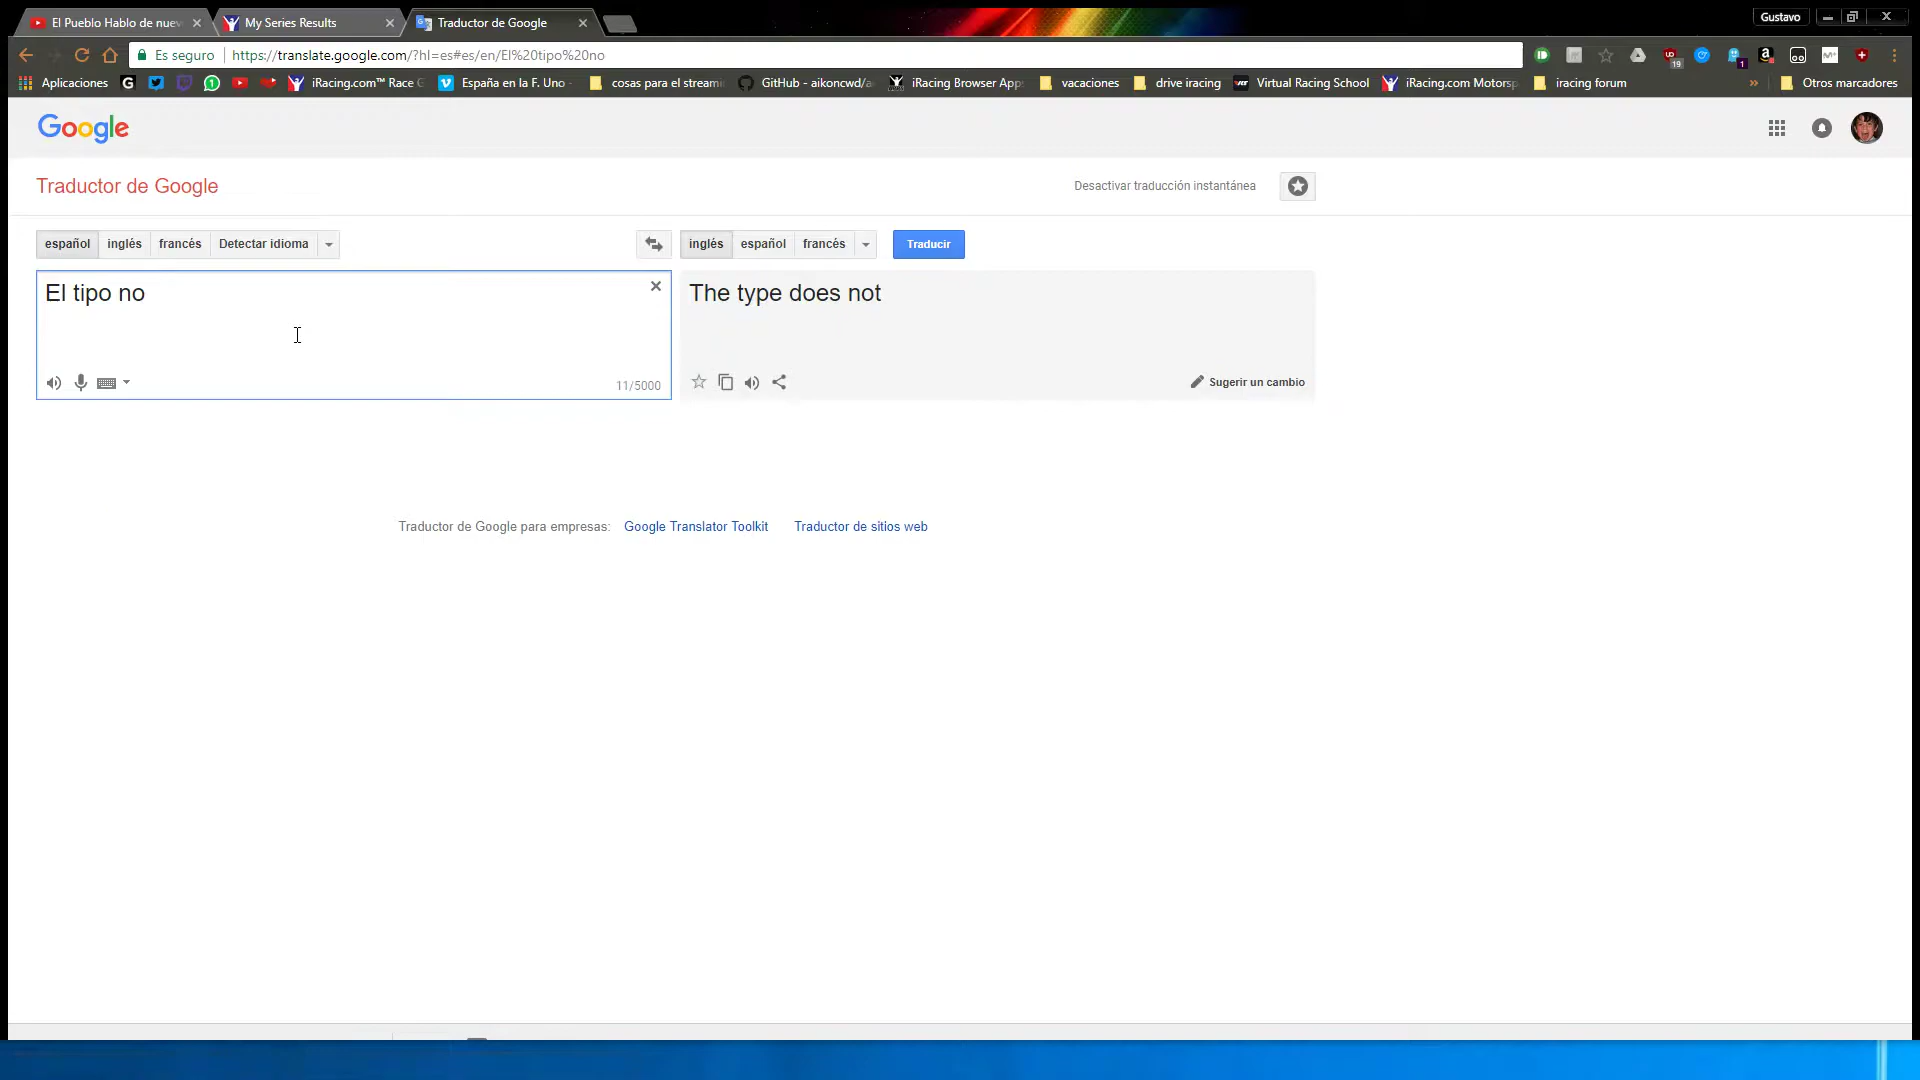 El Pueblo Hablo de nuev
My Series Results
Traductor de Google
Gustavo
Es seguro
https://translate.google.com/?hl=es#es/en/El%20tipo%20no
19
1
Aplicaciones
iRacing.com™ Race G
España en la F. Uno
cosas para el streami
GitHub - aikoncwd/a
iRacing Browser App
vacaciones
drive iracing
Virtual Racing School
iRacing.com Motorsp
iracing forum
»
Otros marcadores
Google
Traductor de Google
Desactivar traducción instantánea
español inglés francés Detectar idioma
inglés español francés
Traducir
El tipo no
The type does not
11/5000
Sugerir un cambio
Traductor de Google para empresas: Google Translator Toolkit Traductor de sitios web